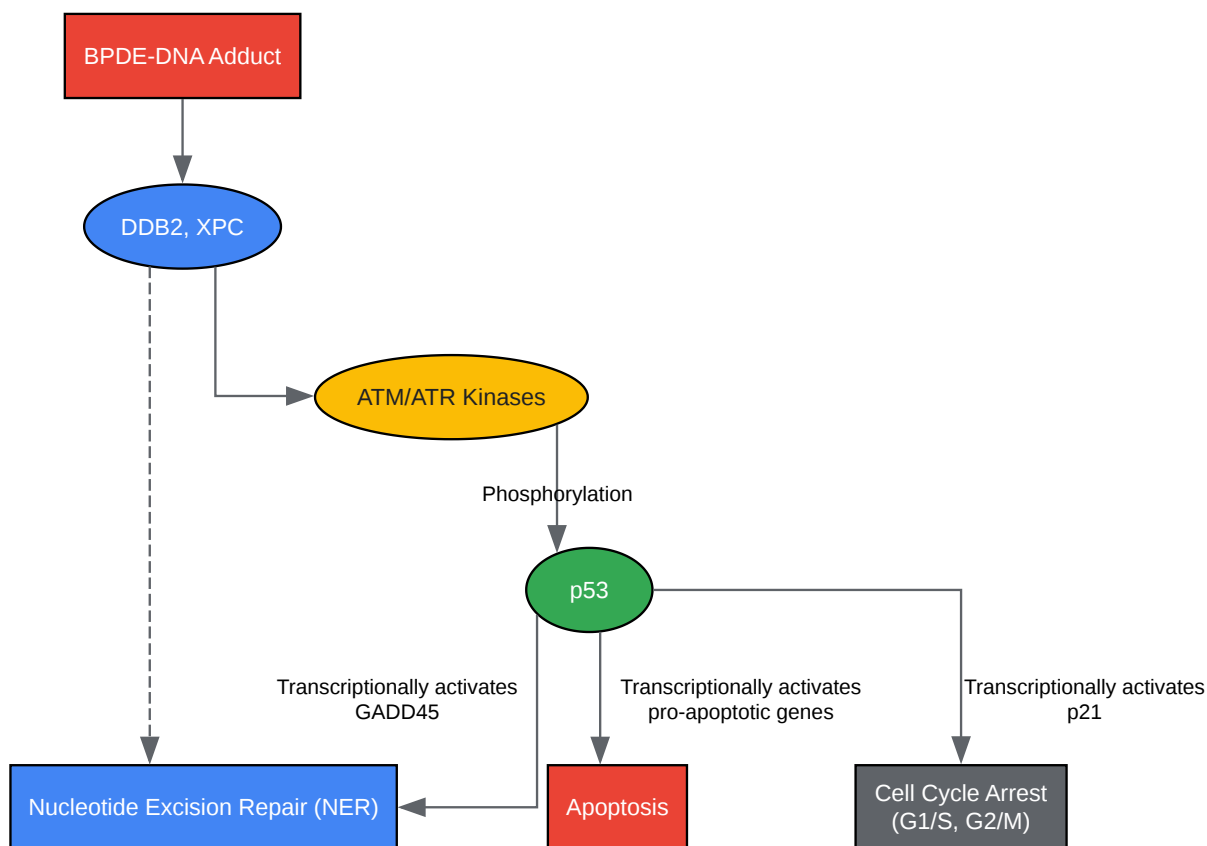 BPDE-DNA Adduct
DDB2, XPC
ATM/ATR Kinases
Phosphorylation
p53
Transcriptionally activates
GADD45
Transcriptionally activates
pro-apoptotic genes
Transcriptionally activates
p21
Nucleotide Excision Repair (NER)
Apoptosis
Cell Cycle Arrest
(G1/S, G2/M)